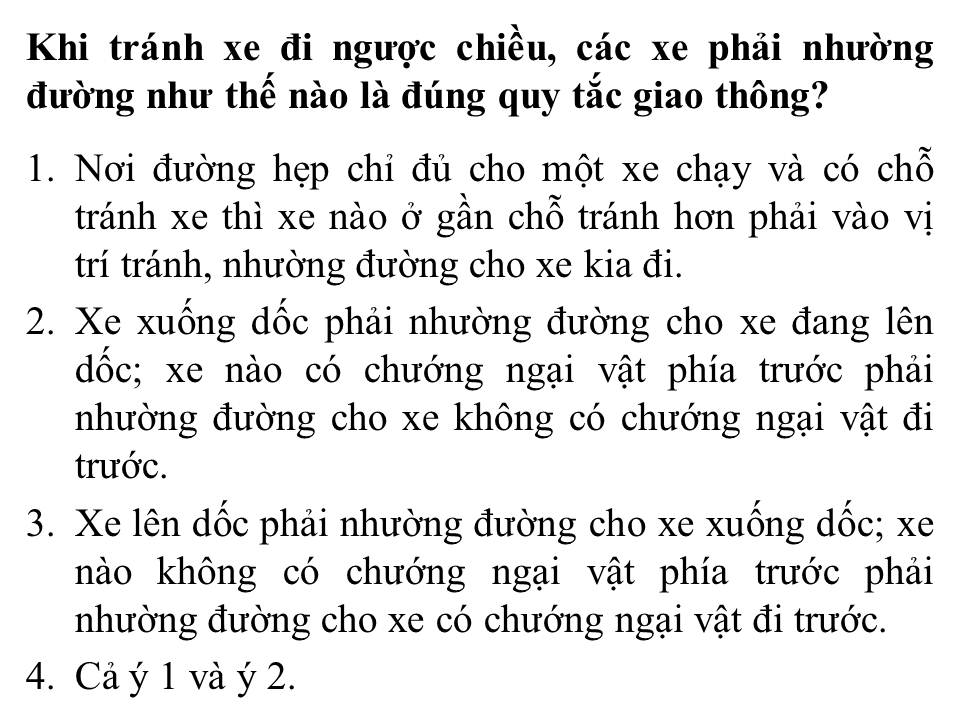 Khi tránh xe đi ngược chiều, các xe phải nhường
đường như thế nào là đúng quy tắc giao thông?
1. Nơi đường hẹp chỉ đủ cho một xe chạy và có chỗ
tránh xe thì xe nào ở gần chỗ tránh hơn phải vào vị
trí tránh, nhường đường cho xe kia đi.
2. Xe xuống dốc phải nhường đường cho xe đang lên
dốc; xe nào có chướng ngại vật phía trước phải
nhường đường cho xe không có chướng ngại vật đi
trước.
3. Xe lên dốc phải nhường đường cho xe xuống dốc; xe
nào không có chướng ngại vật phía trước phải
nhường đường cho xe có chướng ngại vật đi trước.
4. Cả ý 1 và ý 2.